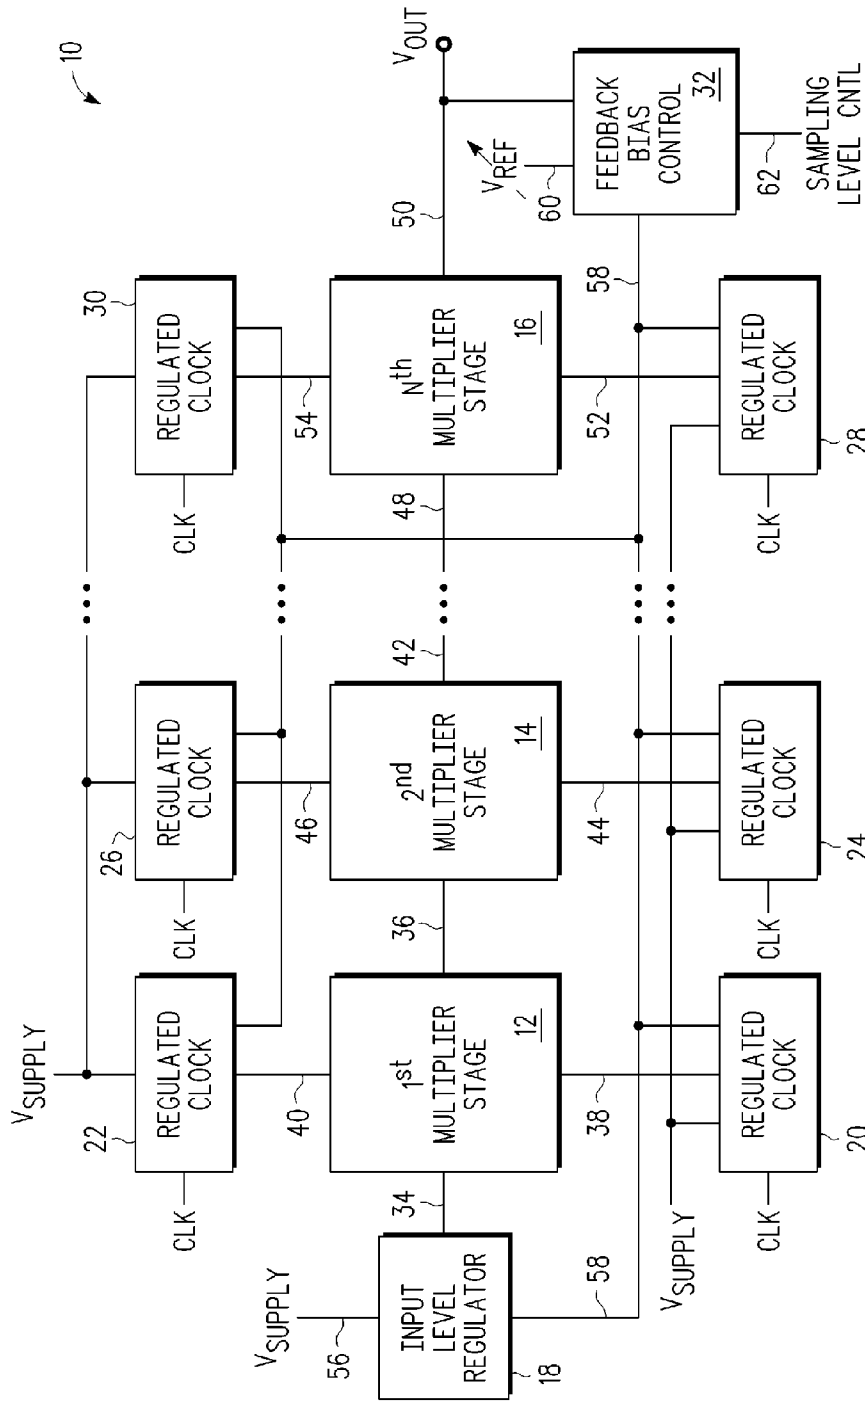 10
V_SUPPLY
22
REGULATED
CLOCK
CLK
26
REGULATED
CLOCK
CLK
30
REGULATED
CLOCK
CLK
40
46
54
V_SUPPLY
56
INPUT
LEVEL
REGULATOR
18
34
1st
MULTIPLIER
STAGE
12
36
2nd
MULTIPLIER
STAGE
14
42
48
Nth
MULTIPLIER
STAGE
16
50
V_OUT
V_REF
60
FEEDBACK
BIAS
CONTROL
32
62
SAMPLING
LEVEL CNTL
58
58
38
44
52
V_SUPPLY
CLK
REGULATED
CLOCK
20
CLK
REGULATED
CLOCK
24
CLK
REGULATED
CLOCK
28